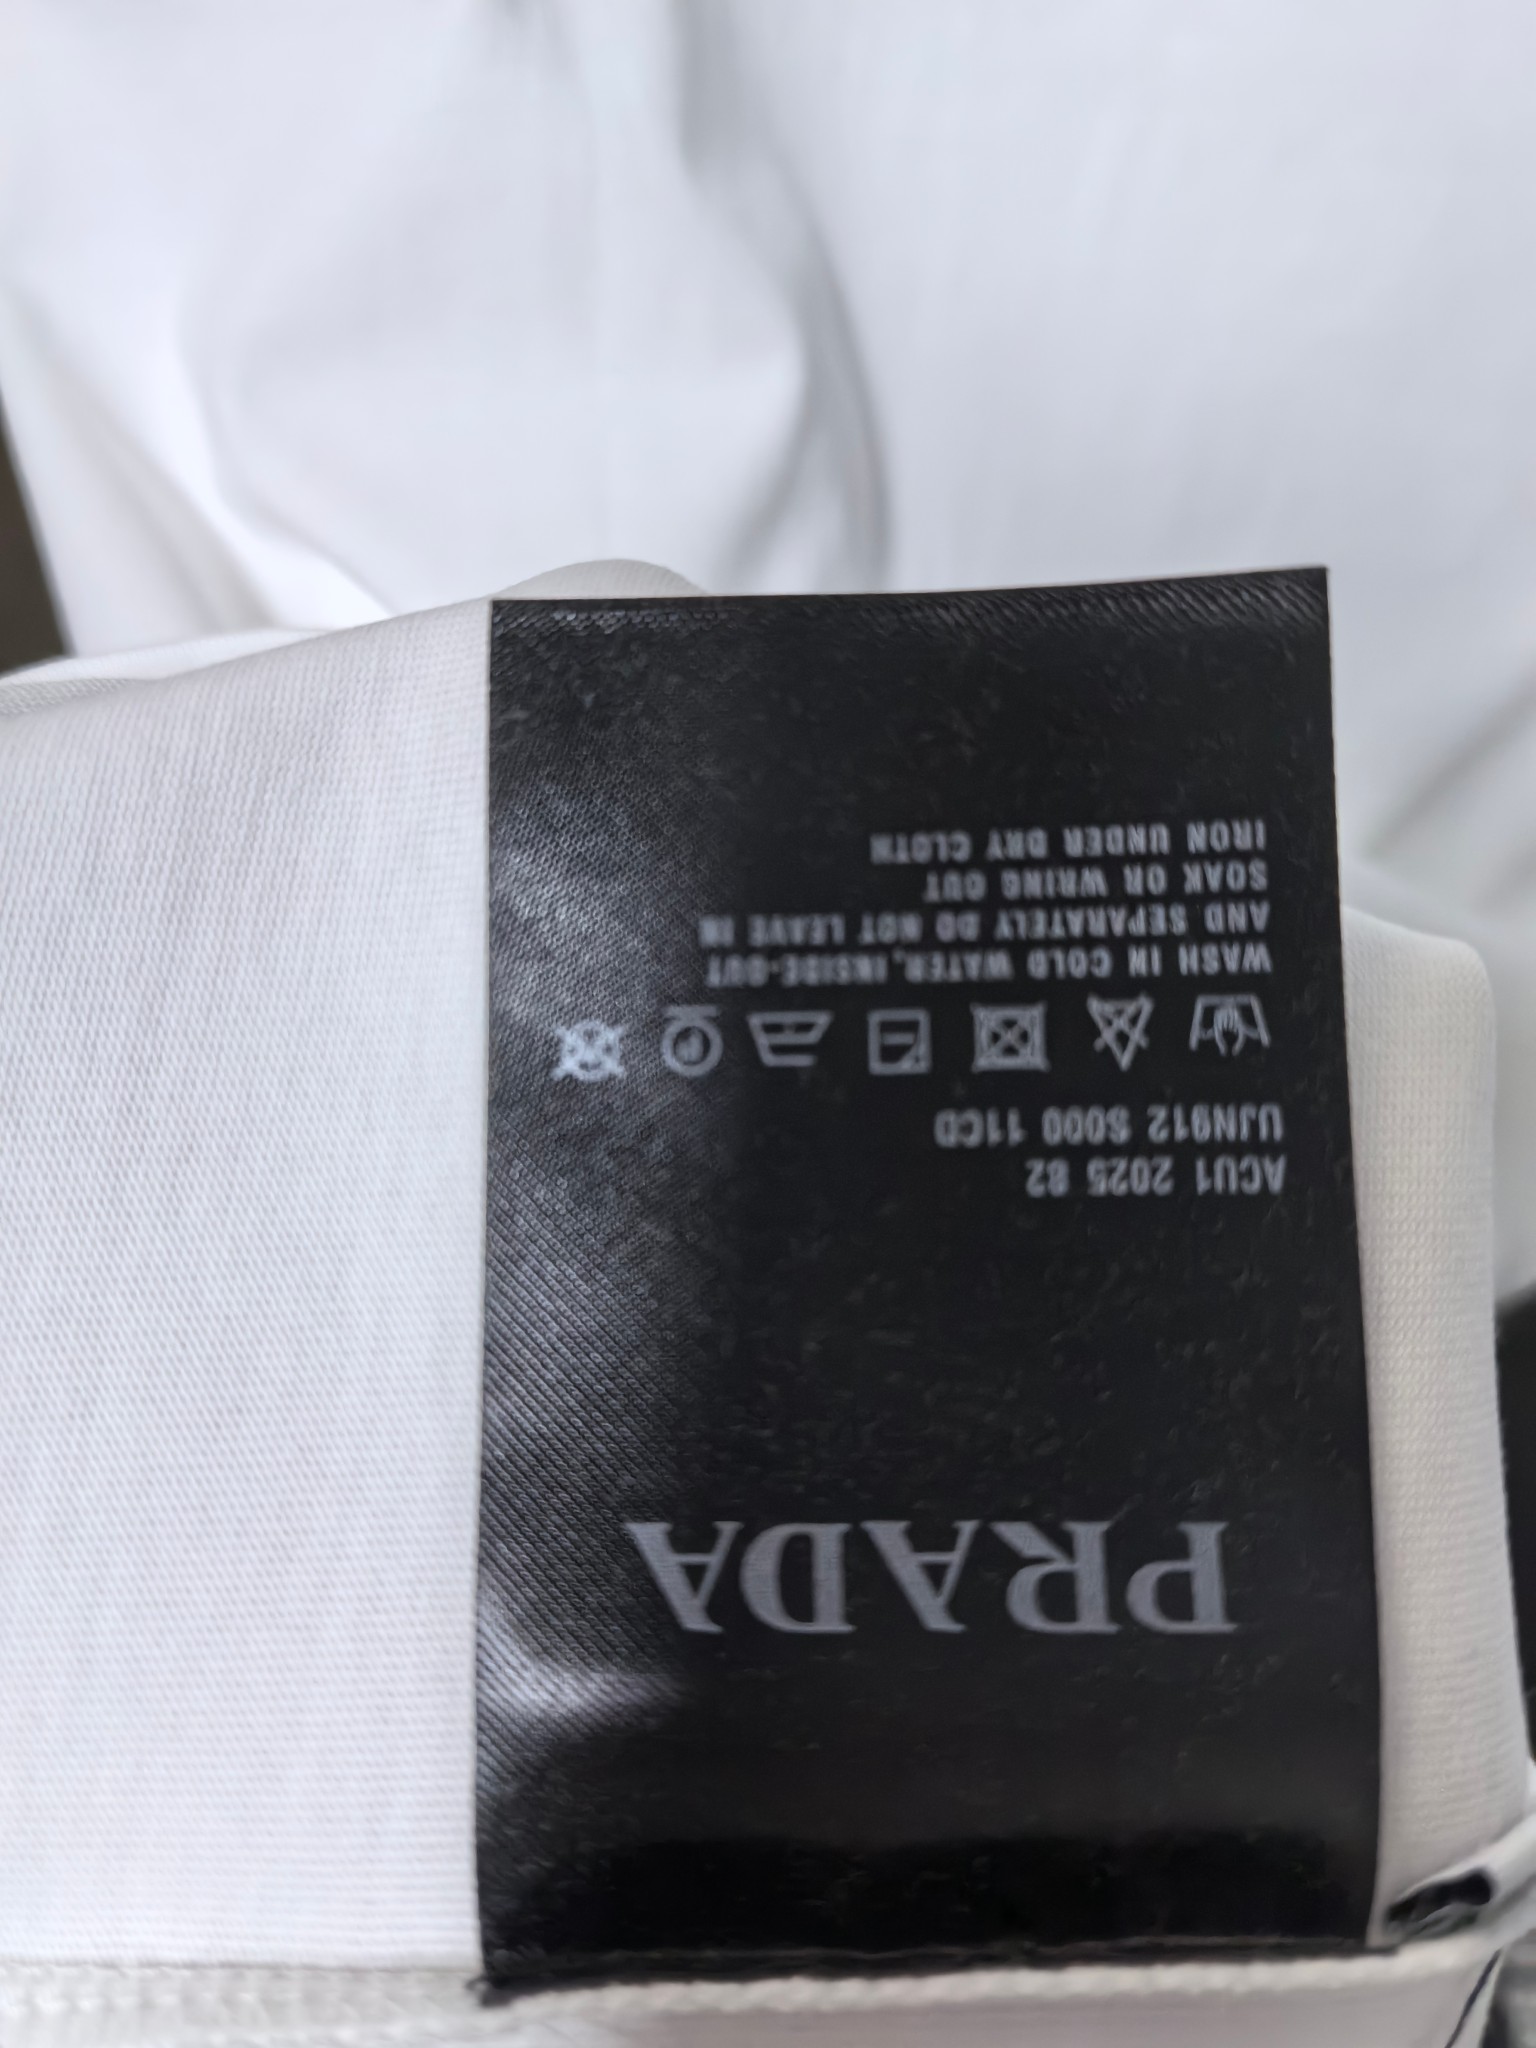 PRADA
ACU1 2025 82
UJN912 S000 11CD
WASH IN COLD WATER, INSIDE-OUT
AND SEPARATELY DO NOT LEAVE IN
SOAK OR WRING OUT
IRON UNDER DRY CLOTH